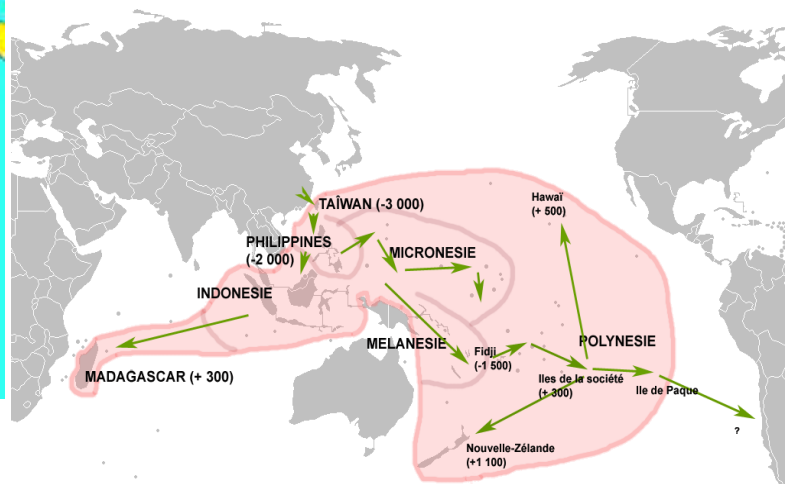 Hawaï
(+ 500)
TAÎWAN (-3 000)
PHILIPPINES
(-2 000)
MICRONESIE
INDONESIE
MELANESIE
POLYNESIE
Fidji
(-1 500)
MADAGASCAR (+ 300)
Iles de la société
(+ 300)
Ile de Paque
?
Nouvelle-Zélande
(+1 100)